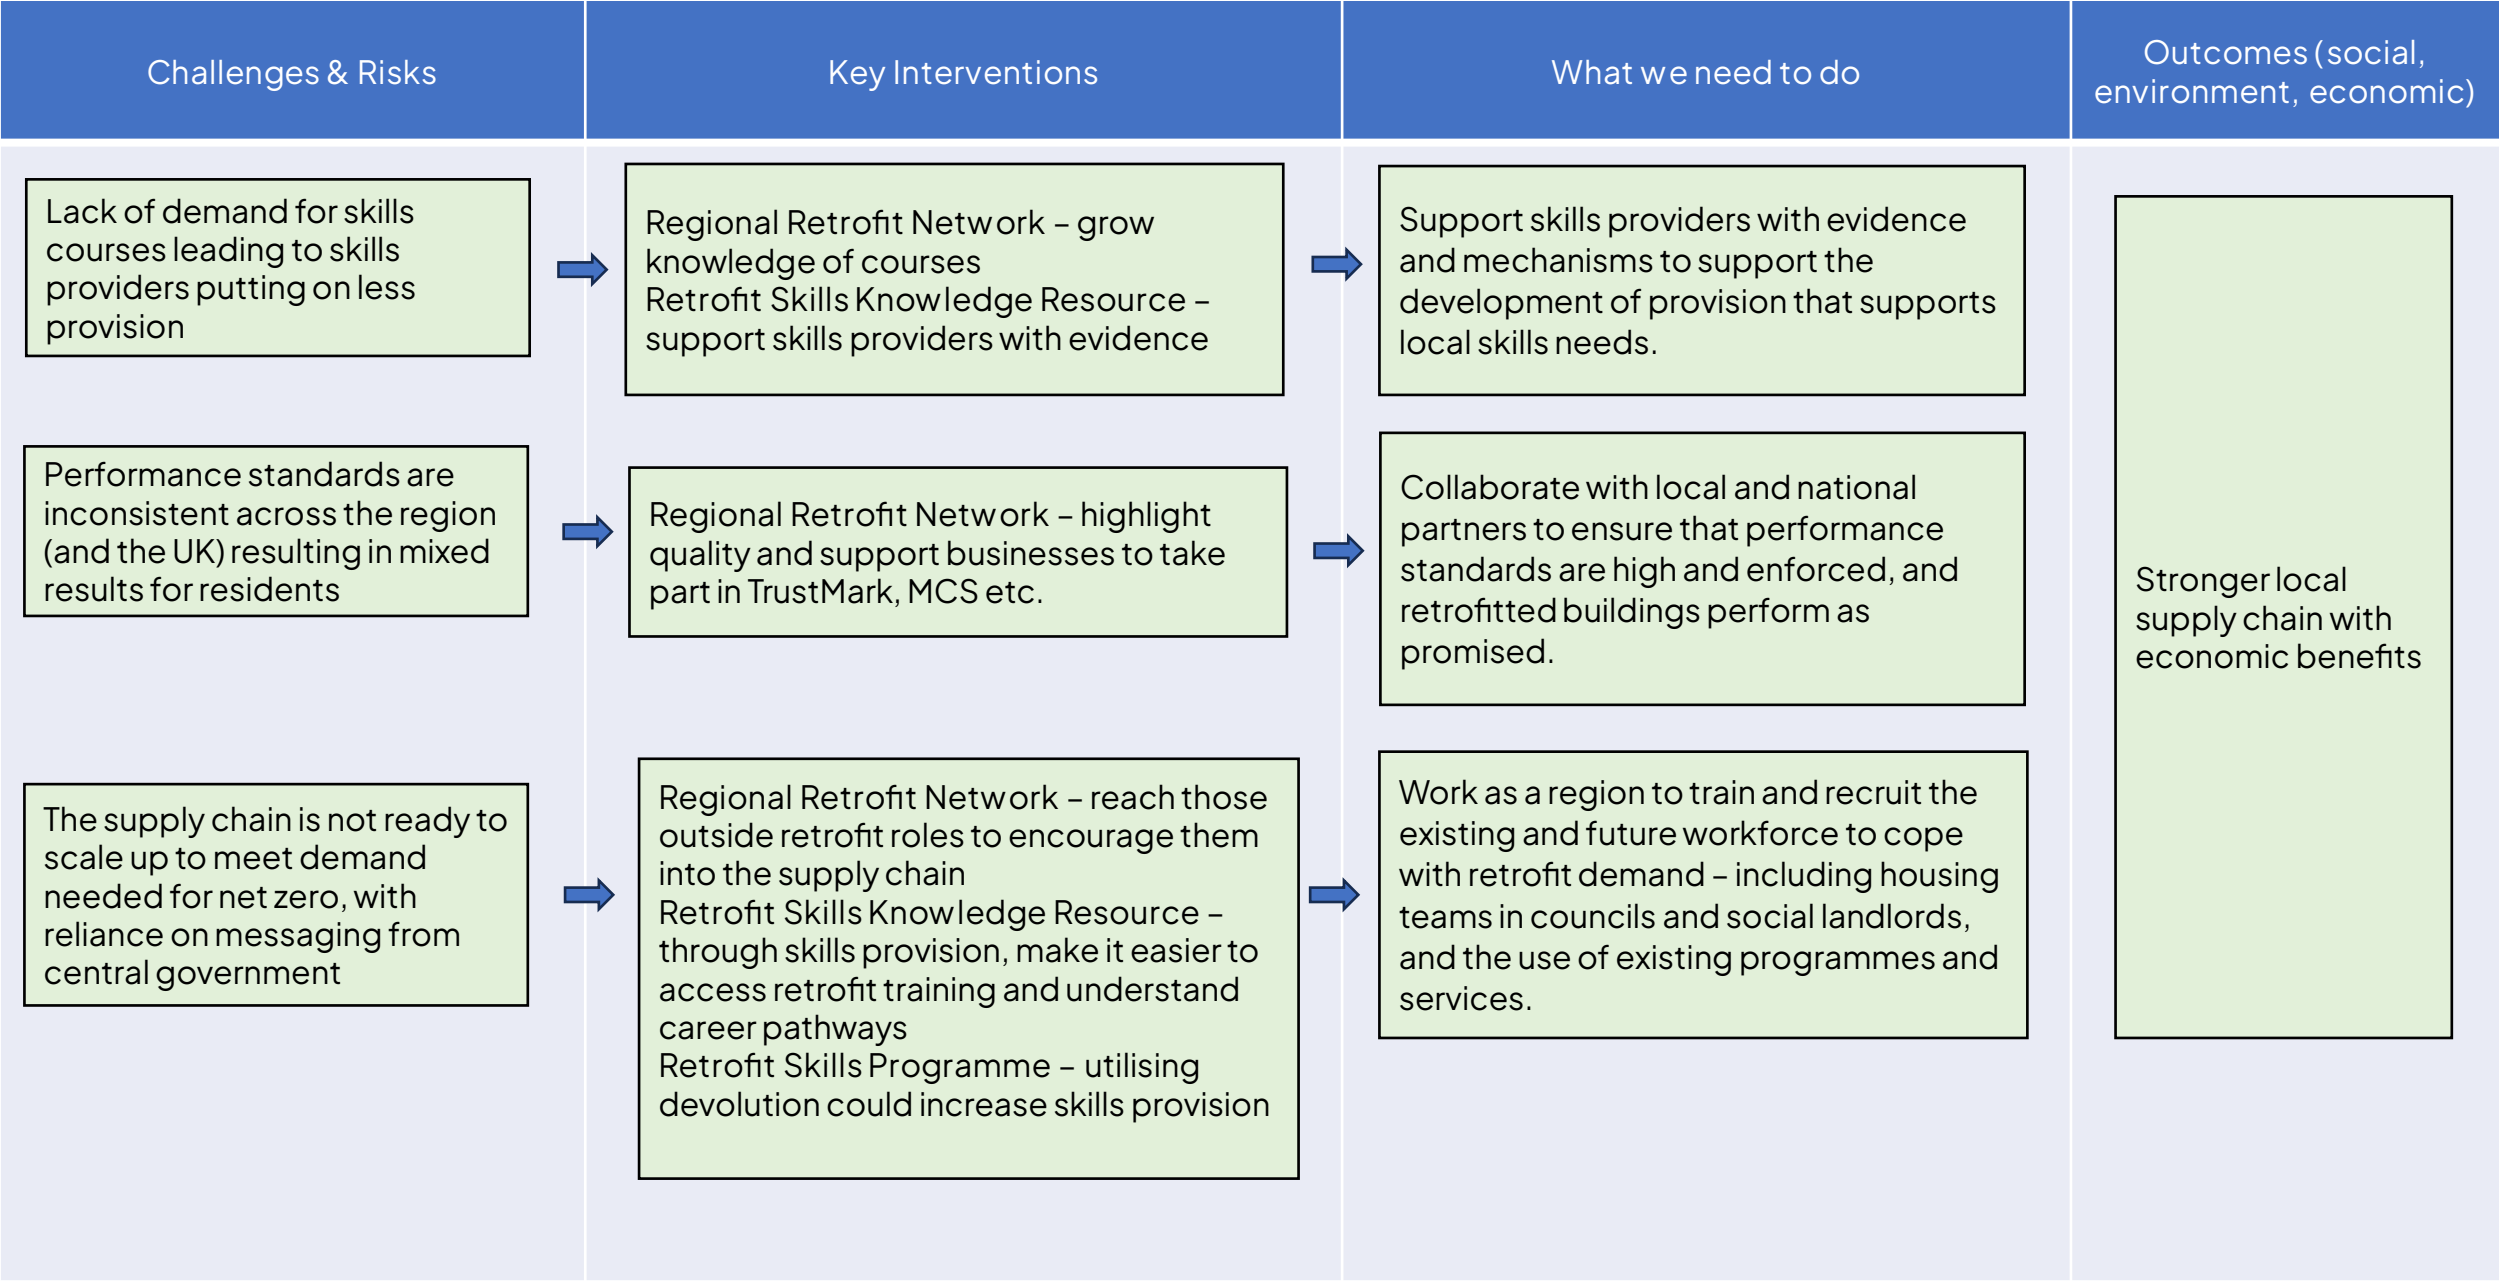 Challenges & Risks
Key Interventions
What we need to do
Outcomes (social,
environment, economic)
Lack of demand for skills
courses leading to skills
providers putting on less
provision
Regional Retrofit Network – grow
knowledge of courses
Retrofit Skills Knowledge Resource –
support skills providers with evidence
Support skills providers with evidence
and mechanisms to support the
development of provision that supports
local skills needs.
Performance standards are
inconsistent across the region
(and the UK) resulting in mixed
results for residents
Regional Retrofit Network – highlight
quality and support businesses to take
part in TrustMark, MCS etc.
Collaborate with local and national
partners to ensure that performance
standards are high and enforced, and
retrofitted buildings perform as
promised.
The supply chain is not ready to
scale up to meet demand
needed for net zero, with
reliance on messaging from
central government
Regional Retrofit Network – reach those
outside retrofit roles to encourage them
into the supply chain
Retrofit Skills Knowledge Resource –
through skills provision, make it easier to
access retrofit training and understand
career pathways
Retrofit Skills Programme – utilising
devolution could increase skills provision
Work as a region to train and recruit the
existing and future workforce to cope
with retrofit demand – including housing
teams in councils and social landlords,
and the use of existing programmes and
services.
Stronger local
supply chain with
economic benefits